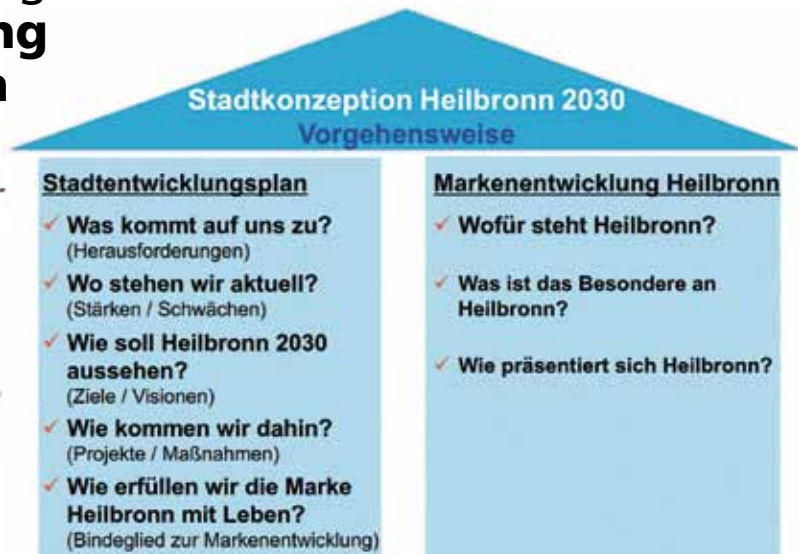 ng
Stadtkonzeption Heilbronn 2030
Vorgehensweise
Stadtentwicklungsplan
✓ Was kommt auf uns zu?
(Herausforderungen)
✓ Wo stehen wir aktuell?
(Stärken / Schwächen)
✓ Wie soll Heilbronn 2030
aussehen?
(Ziele / Visionen)
✓ Wie kommen wir dahin?
(Projekte / Maßnahmen)
✓ Wie erfüllen wir die Marke
Heilbronn mit Leben?
(Bindeglied zur Markenentwicklung)
Markenentwicklung Heilbronn
✓ Wofür steht Heilbronn?
✓ Was ist das Besondere an
Heilbronn?
✓ Wie präsentiert sich Heilbronn?